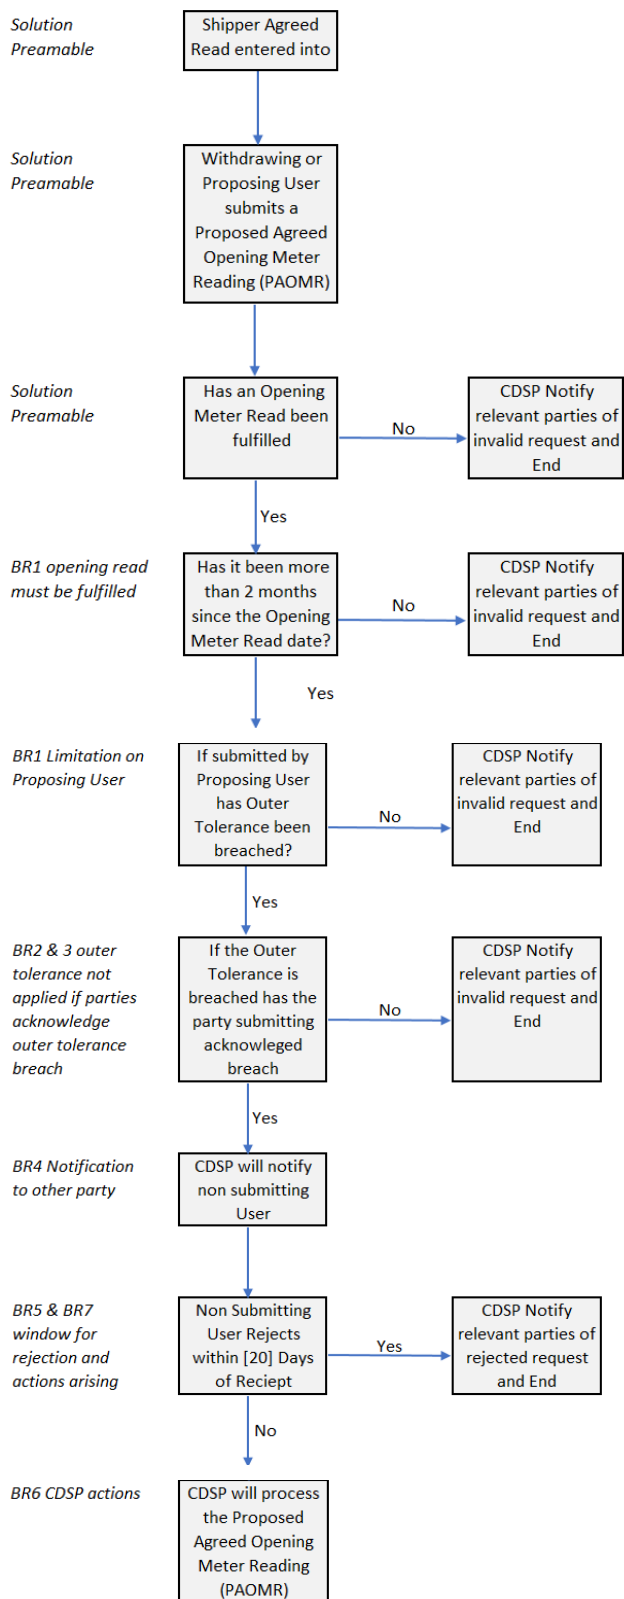 Solution
Preamable
Shipper Agreed
Read entered into
Solution
Preamable
Withdrawing or
Proposing User
submits a
Proposed Agreed
Opening Meter
Reading (PAOMR)
Solution
Preamable
Has an Opening
Meter Read been
fulfilled
No
CDSP Notify
relevant parties of
invalid request and
End
Yes
BR1 opening read
must be fulfilled
Has it been more
than 2 months
since the Opening
Meter Read date?
No
CDSP Notify
relevant parties of
invalid request and
End
Yes
BR1 Limitation on
Proposing User
If submitted by
Proposing User
has Outer
Tolerance been
breached?
No
CDSP Notify
relevant parties of
invalid request and
End
Yes
BR2 & 3 outer
tolerance not
applied if parties
acknowledge
outer tolerance
breach
If the Outer
Tolerance is
breached has the
party submitting
acknowleged
breach
No
CDSP Notify
relevant parties of
invalid request and
End
Yes
BR4 Notification
to other party
CDSP will notify
non submitting
User
BR5 & BR7
window for
rejection and
actions arising
Non Submitting
User Rejects
within [20] Days
of Reciept
Yes
CDSP Notify
relevant parties of
rejected request
and End
No
BR6 CDSP actions
CDSP will process
the Proposed
Agreed Opening
Meter Reading
(PAOMR)